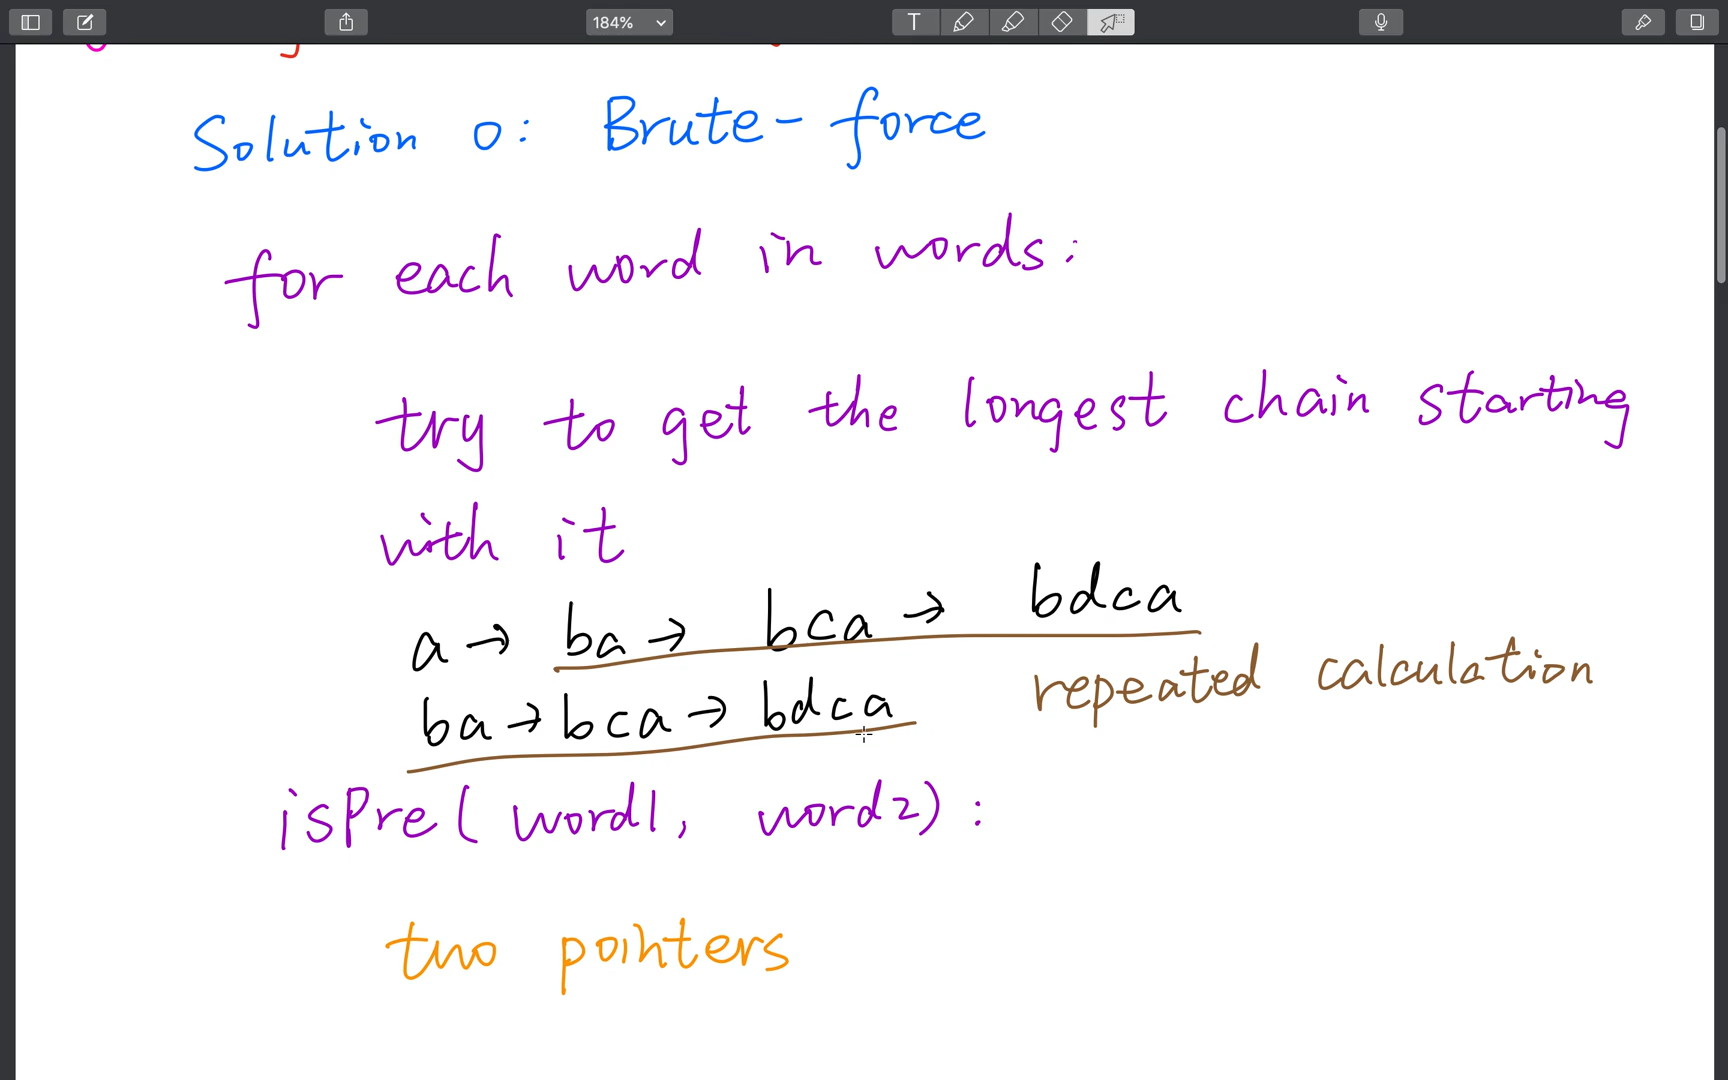 184%
T
Solution 0: Brute-force
for each word in words:
try to get the longest chain starting
with it
a → ba → bca → bdca
repeated calculation
ba → bca → bdca
isPre(word1, word2):
two pointers